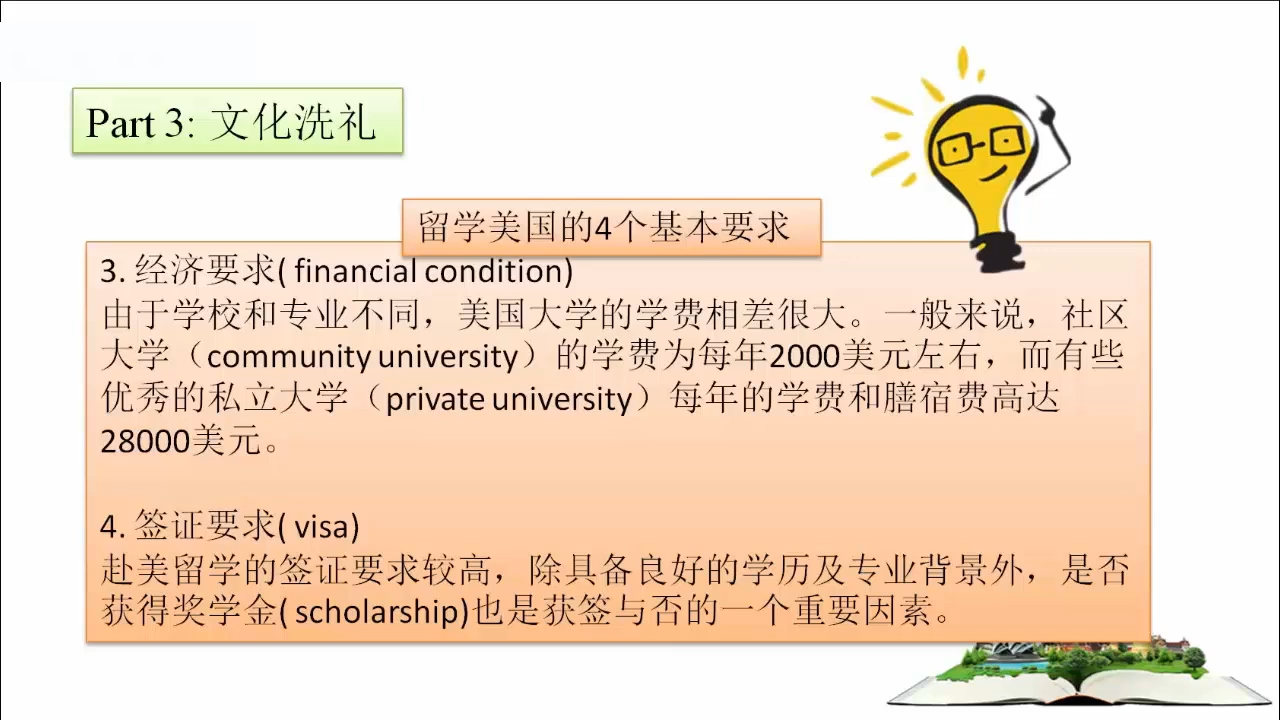 Part 3: 文化洗礼
留学美国的4个基本要求
3. 经济要求( financial condition)
由于学校和专业不同，美国大学的学费相差很大。一般来说，社区
大学（community university）的学费为每年2000美元左右，而有些
优秀的私立大学（private university）每年的学费和膳宿费高达
28000美元。
4. 签证要求( visa)
赴美留学的签证要求较高，除具备良好的学历及专业背景外，是否
获得奖学金( scholarship)也是获签与否的一个重要因素。